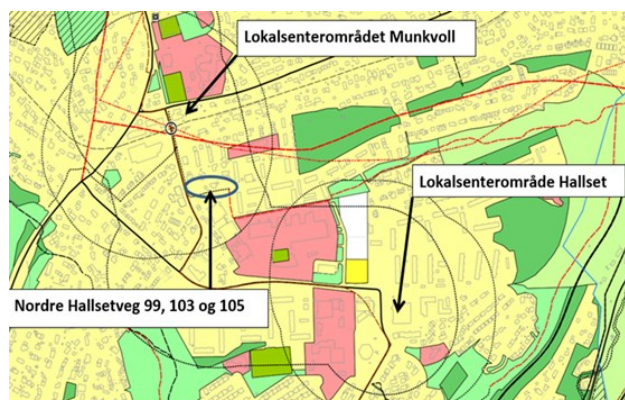 Lokalsenterområdet Munkvoll
Lokalsenterområde Hallset
Nordre Hallsetveg 99, 103 og 105